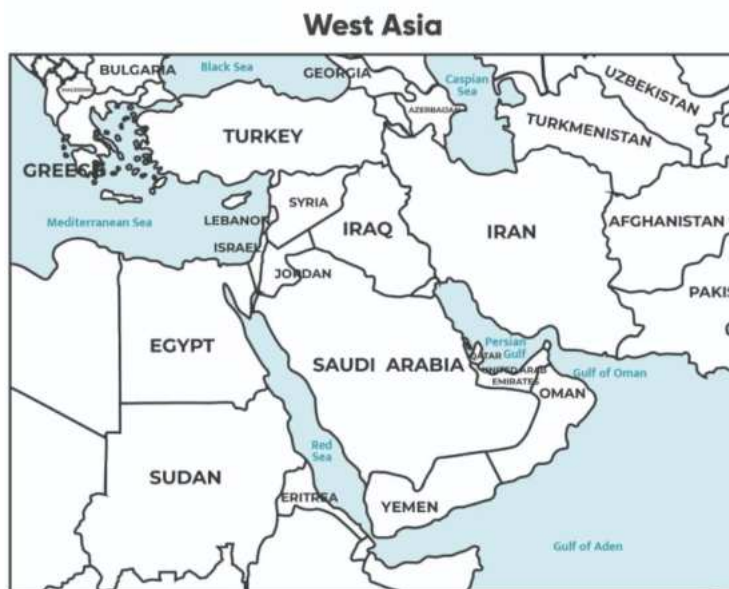 West Asia
BULGARIA
Black Sea
GEORGIA
Caspian
Sea
UZBEKISTAN
AZERBAIJAN
TURKMENISTAN
TURKEY
GREECE
SYRIA
LEBANON
Mediterranean Sea
IRAQ
IRAN
AFGHANISTAN
ISRAEL
JORDAN
PAKIS
EGYPT
SAUDI ARABIA
Persian
Gulf
QATAR
UNITED ARAB
EMIRATES
Gulf of Oman
OMAN
Red
Sea
SUDAN
ERITREA
YEMEN
Gulf of Aden